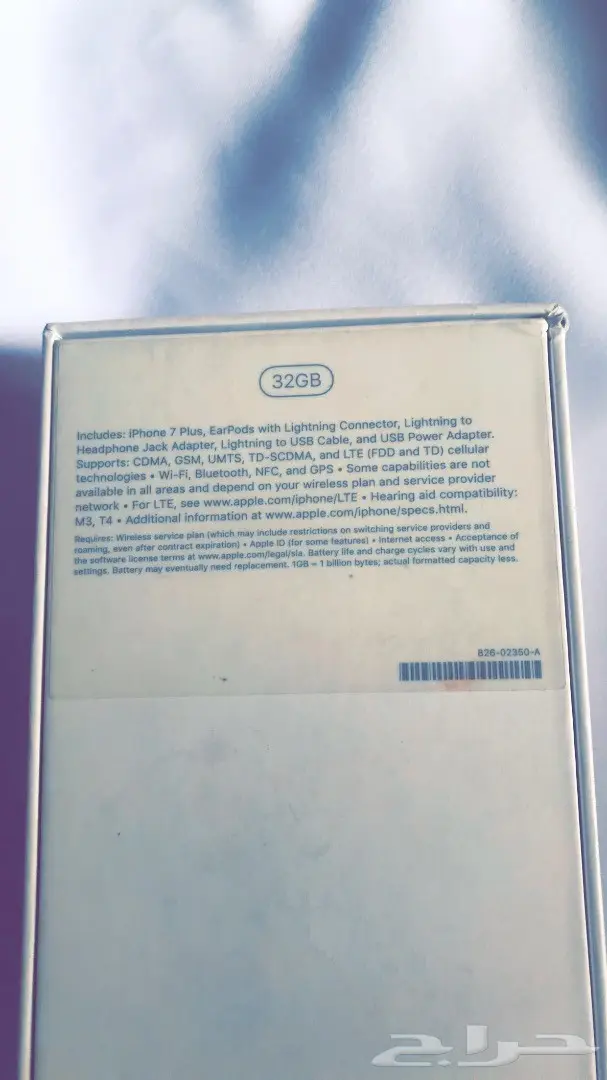 32GB
Includes: iPhone 7 Plus, EarPods with Lightning Connector, Lightning to
Headphone Jack Adapter, Lightning to USB Cable, and USB Power Adapter.
Supports: CDMA, GSM, UMTS, TD-SCDMA, and LTE (FDD and TD) cellular
technologies • Wi-Fi, Bluetooth, NFC, and GPS • Some capabilities are not
available in all areas and depend on your wireless plan and service provider
network • For LTE, see www.apple.com/iphone/LTE • Hearing aid compatibility:
M3, T4 • Additional information at www.apple.com/iphone/specs.html.
Requires: Wireless service plan (which may include restrictions on switching service providers and
roaming, even after contract expiration) • Apple ID (for some features) • Internet access • Acceptance of
the software license terms at www.apple.com/legal/sla. Battery life and charge cycles vary with use and
settings. Battery may eventually need replacement. 1GB = 1 billion bytes; actual formatted capacity less.
826-02350-A
حراج